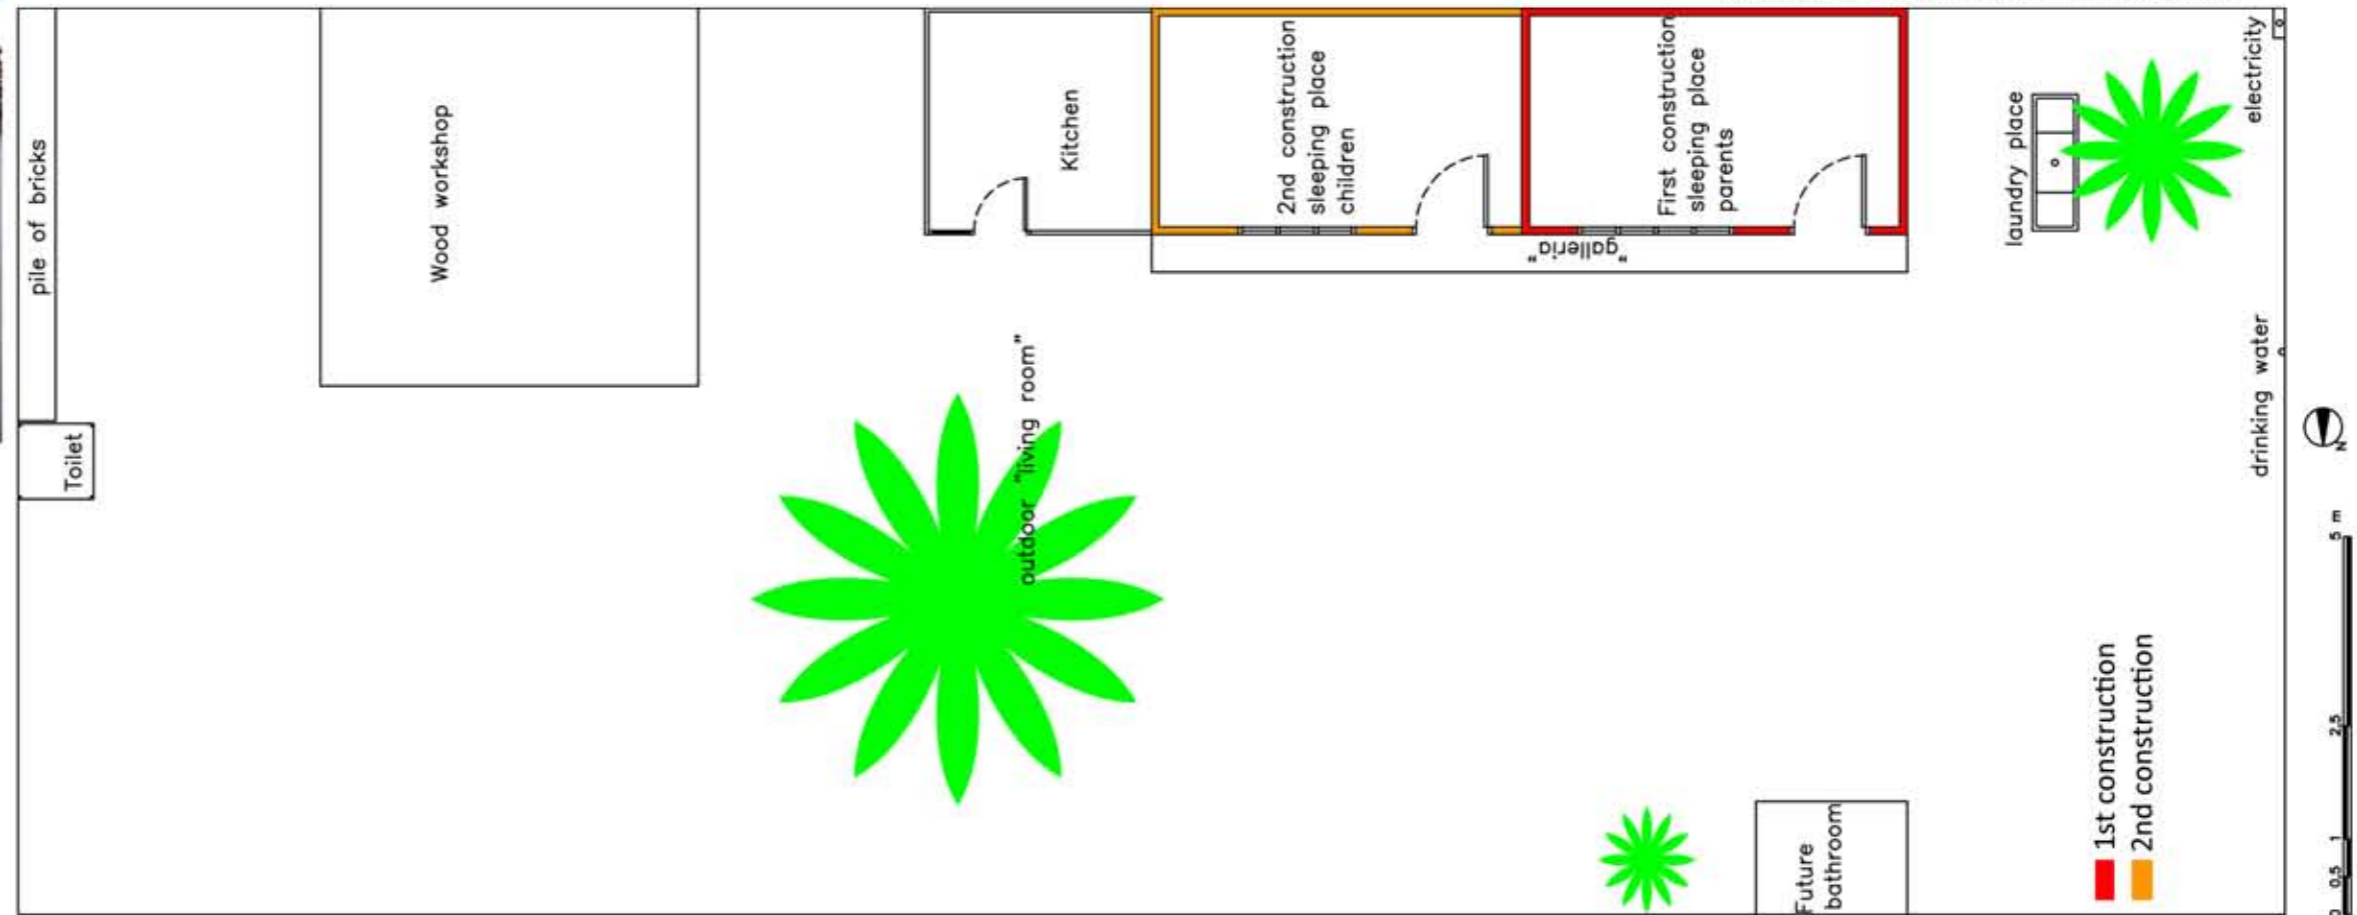 pile of bricks
Toilet
Wood workshop
Kitchen
outdoor "living room"
2nd construction
sleeping place
children
First construction
sleeping place
parents
"galleria"
laundry place
electricity
drinking water
Future
bathroom
1st construction
2nd construction
N
0 0,5 1 2,5 5 m